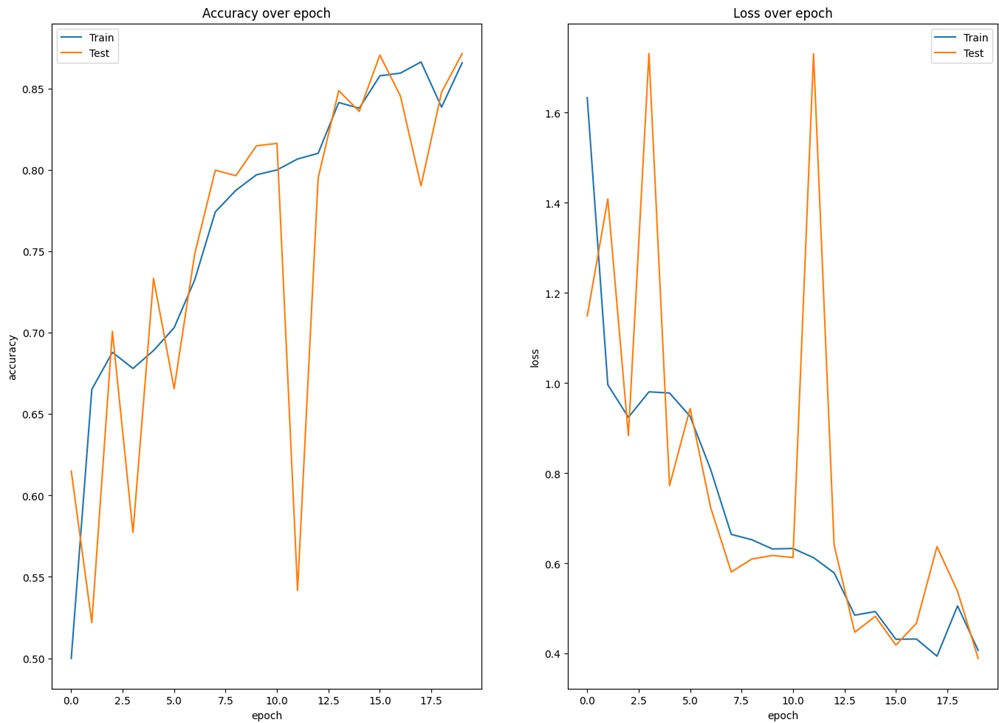 Accuracy over epoch
Train
Test
0.85
0.80
0.75
0.70
0.65
0.60
0.55
0.50
accuracy
0.0 2.5 5.0 7.5 10.0 12.5 15.0 17.5
epoch
Loss over epoch
Train
Test
1.6
1.4
1.2
1.0
0.8
0.6
0.4
loss
0.0 2.5 5.0 7.5 10.0 12.5 15.0 17.5
epoch